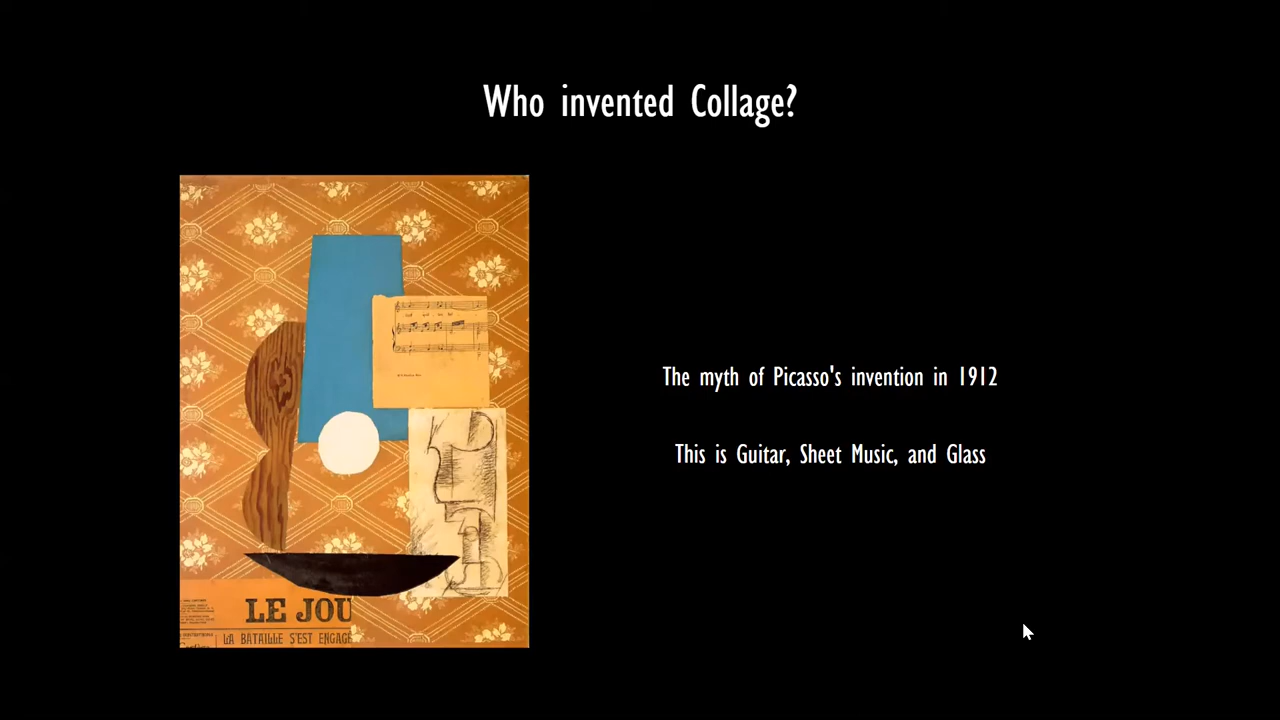 Who invented Collage?
The myth of Picasso's invention in 1912
This is Guitar, Sheet Music, and Glass
LE JOU
LA BATAILLE S'EST ENGAGÉ